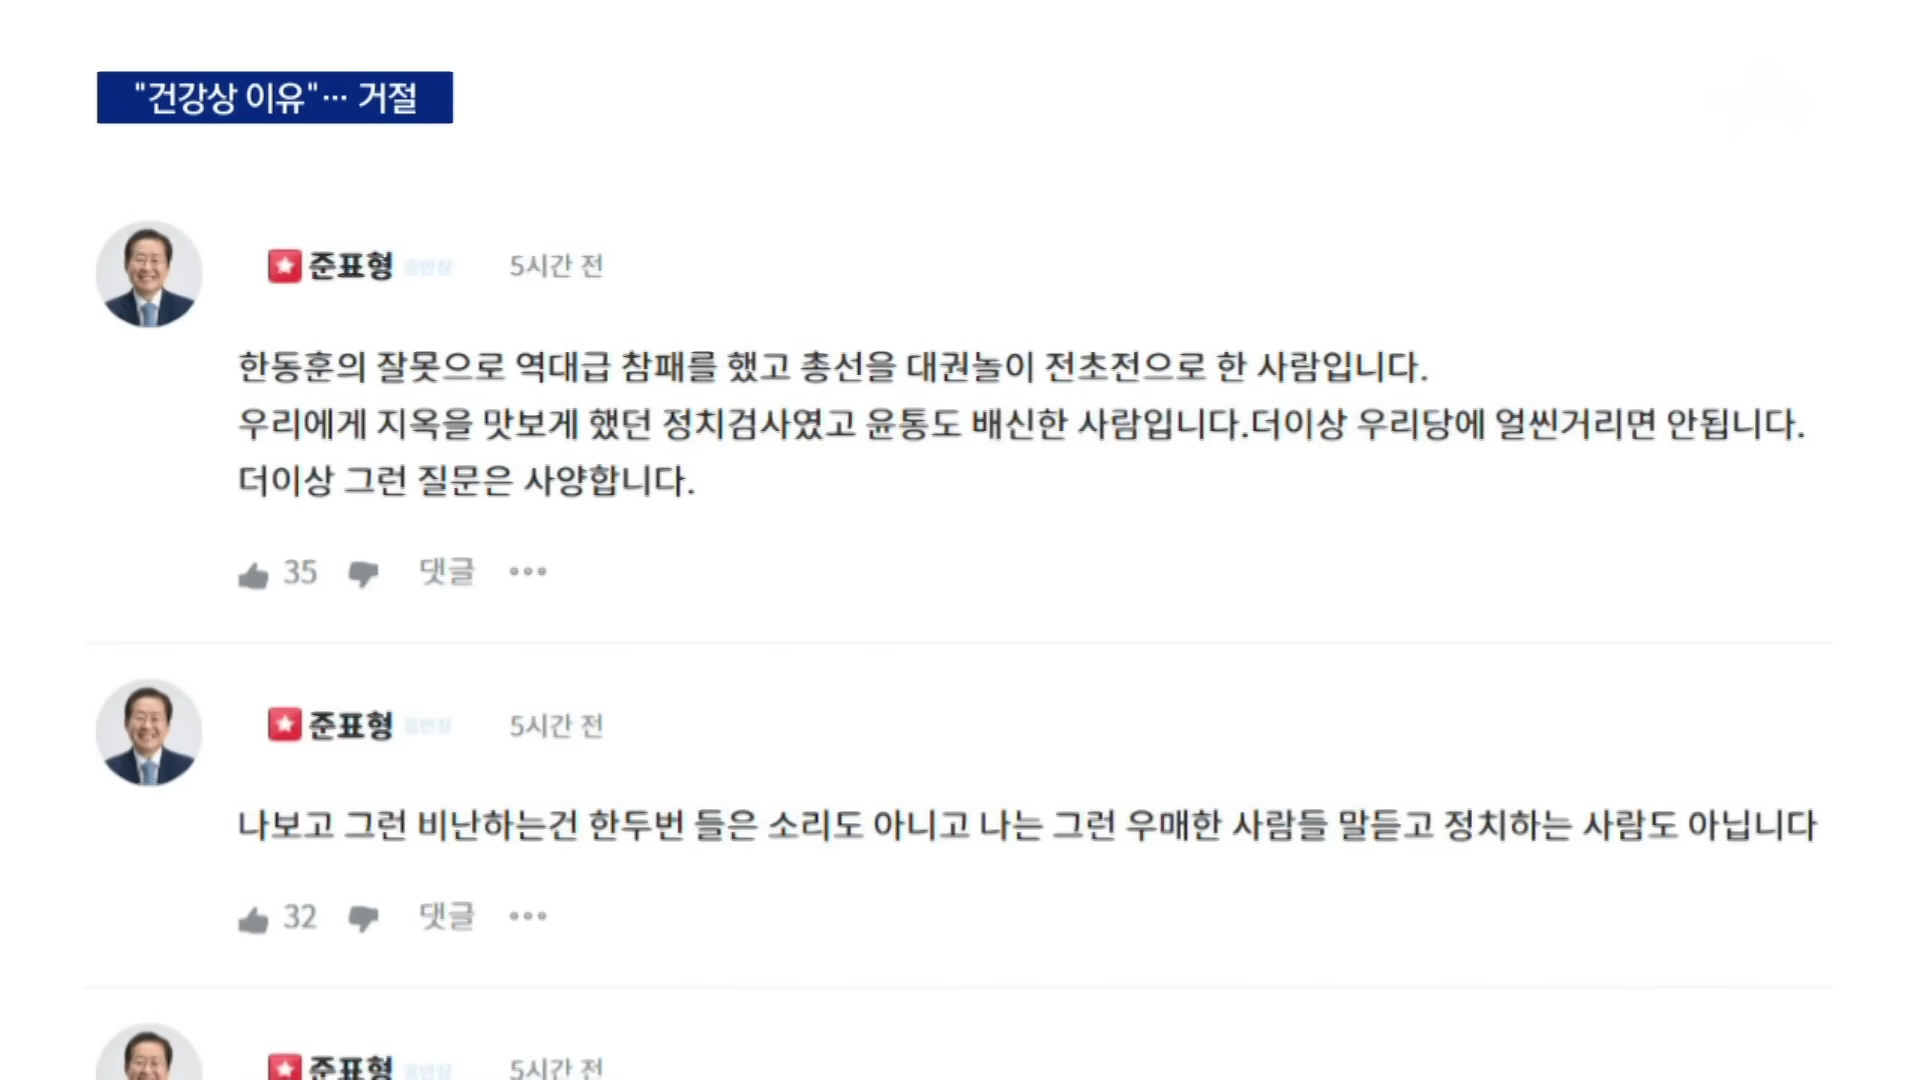 "건강상 이유"… 거절
준표형 5시간 전
한동훈의 잘못으로 역대급 참패를 했고 총선을 대권놀이 전초전으로 한 사람입니다.
우리에게 지옥을 맛보게 했던 정치검사였고 윤통도 배신한 사람입니다.더이상 우리당에 얼씬거리면 안됩니다.
더이상 그런 질문은 사양합니다.
35 댓글 •••
준표형 5시간 전
나보고 그런 비난하는건 한두번 들은 소리도 아니고 나는 그런 우매한 사람들 말듣고 정치하는 사람도 아닙니다
32 댓글 •••
준표형 5시간 전